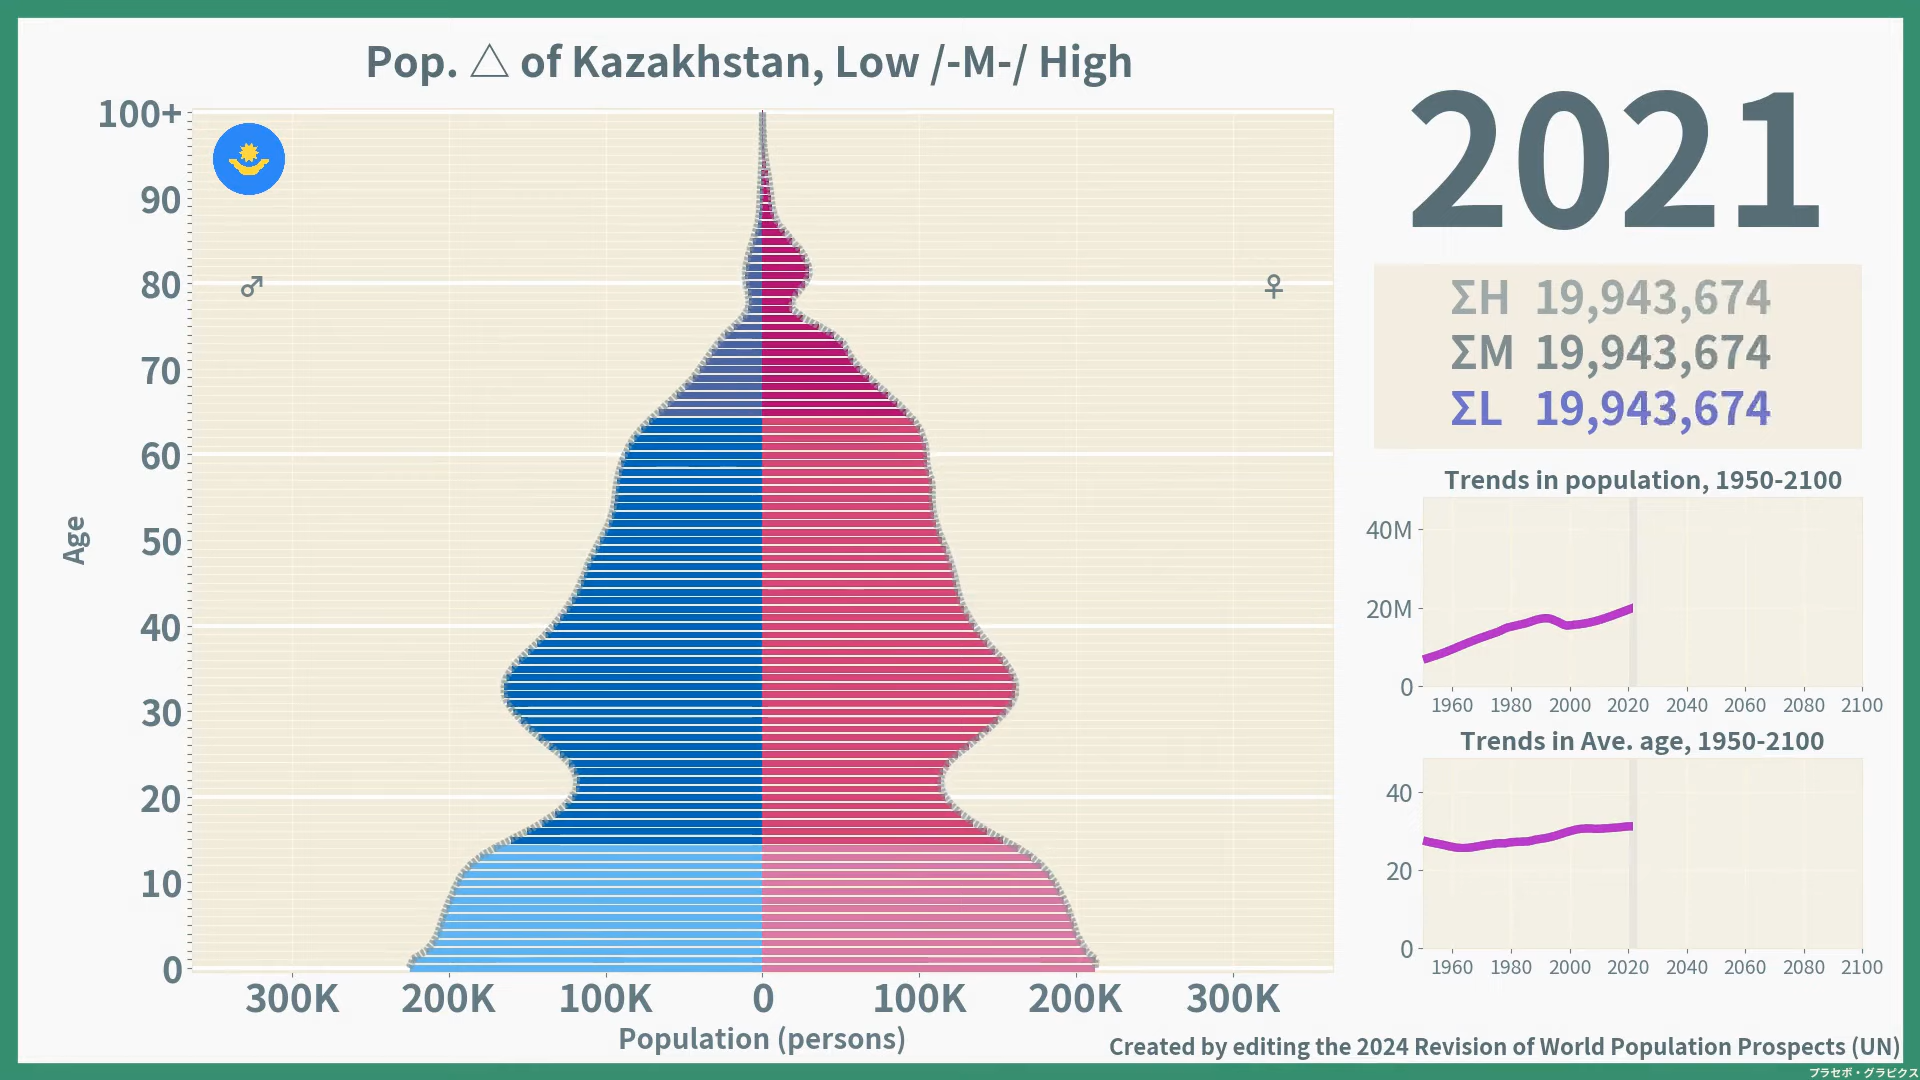 Pop. △ of Kazakhstan, Low /-M-/ High
2021
100+
90
80
70
60
50
40
30
20
10
0
Age
♂
♀
300K 200K 100K 0 100K 200K 300K
Population (persons)
ΣH 19,943,674
ΣM 19,943,674
ΣL 19,943,674
Trends in population, 1950-2100
40M
20M
0
1960 1980 2000 2020 2040 2060 2080 2100
Trends in Ave. age, 1950-2100
40
20
0
1960 1980 2000 2020 2040 2060 2080 2100
Created by editing the 2024 Revision of World Population Prospects (UN)
プラセボ・グラピクス